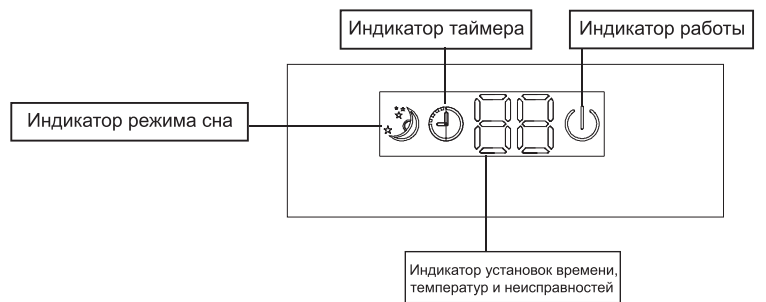 Индикатор таймера
Индикатор работы
Индикатор режима сна
Индикатор установок времени,
температур и неисправностей